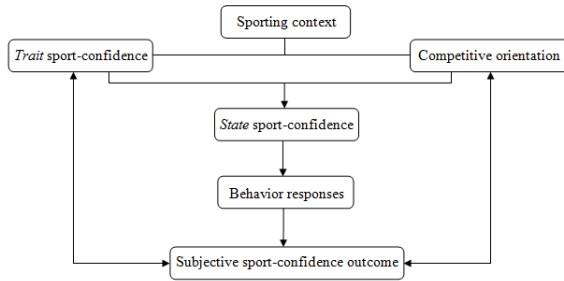 Sporting context
Trait sport-confidence
Competitive orientation
State sport-confidence
Behavior responses
Subjective sport-confidence outcome